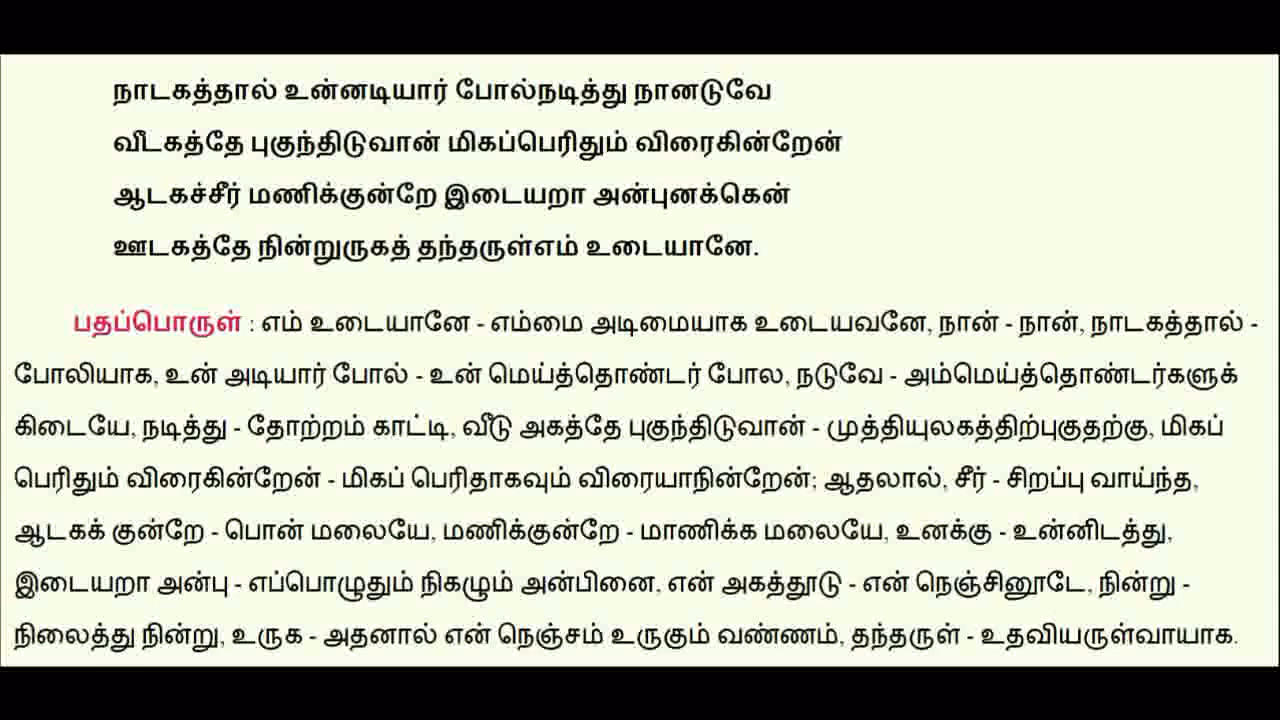 நாடகத்தால் உன்னடியார் போல்நடித்து நானடுவே
வீடகத்தே புகுந்திடுவான் மிகப்பெரிதும் விரைகின்றேன்
ஆடகச்சீர் மணிக்குன்றே இடையறா அன்புனக்கென்
ஊடகத்தே நின்றுருகத் தந்தருள்எம் உடையானே.
பதப்பொருள் : எம் உடையானே - எம்மை அடிமையாக உடையவனே, நான் - நான், நாடகத்தால் -
போலியாக, உன் அடியார் போல் - உன் மெய்த்தொண்டர் போல, நடுவே - அம்மெய்த்தொண்டர்களுக்
கிடையே, நடித்து - தோற்றம் காட்டி, வீடு அகத்தே புகுந்திடுவான் - முத்தியுலகத்திற்புகுதற்கு, மிகப்
பெரிதும் விரைகின்றேன் - மிகப் பெரிதாகவும் விரையாநின்றேன்; ஆதலால், சீர் - சிறப்பு வாய்ந்த,
ஆடகக் குன்றே - பொன் மலையே, மணிக்குன்றே - மாணிக்க மலையே, உனக்கு - உன்னிடத்து,
இடையறா அன்பு - எப்பொழுதும் நிகழும் அன்பினை, என் அகத்தூடு - என் நெஞ்சினூடே, நின்று -
நிலைத்து நின்று, உருக - அதனால் என் நெஞ்சம் உருகும் வண்ணம், தந்தருள் - உதவியருள்வாயாக.